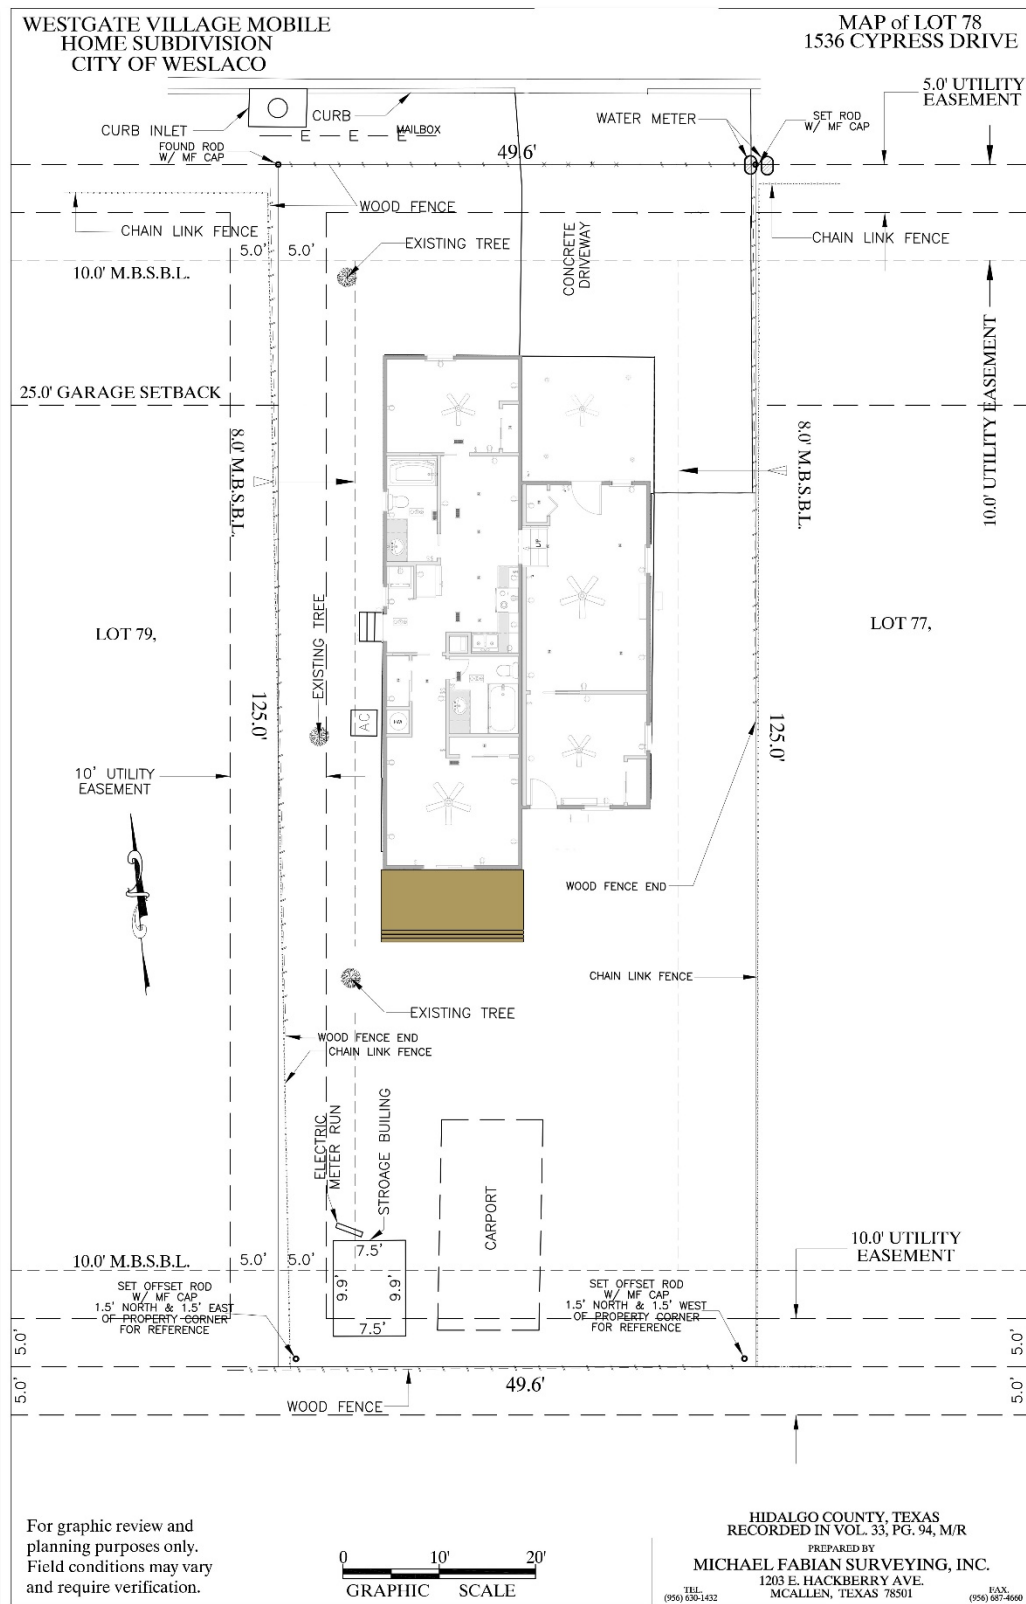 WESTGATE VILLAGE MOBILE
HOME SUBDIVISION
CITY OF WESLACO
MAP of LOT 78
1536 CYPRESS DRIVE
5.0' UTILITY
EASEMENT
CURB INLET
CURB
E E E E
MAILBOX
WATER METER
SET ROD
W/ MF CAP
FOUND ROD
W/ MF CAP
49.6'
WOOD FENCE
CHAIN LINK FENCE
CHAIN LINK FENCE
5.0' 5.0'
EXISTING TREE
CONCRETE
DRIVEWAY
10.0' M.B.S.B.L.
10.0' UTILITY EASEMENT
25.0' GARAGE SETBACK
8.0' M.B.S.B.L.
8.0' M.B.S.B.L.
UP
LOT 79,
LOT 77,
EXISTING TREE
125.0'
AC
125.0'
10' UTILITY
EASEMENT
WOOD FENCE END
CHAIN LINK FENCE
EXISTING TREE
WOOD FENCE END
CHAIN LINK FENCE
ELECTRIC
METER RUN
STROAGE BUILING
CARPORT
10.0' UTILITY
EASEMENT
10.0' M.B.S.B.L.
5.0' 5.0'
7.5'
9.9'
9.9'
7.5'
SET OFFSET ROD
W/ MF CAP
1.5' NORTH & 1.5' EAST
OF PROPERTY CORNER
FOR REFERENCE
SET OFFSET ROD
W/ MF CAP
1.5' NORTH & 1.5' WEST
OF PROPERTY CORNER
FOR REFERENCE
5.0'
5.0'
5.0'
5.0'
49.6'
WOOD FENCE
For graphic review and
planning purposes only.
Field conditions may vary
and require verification.
0 10' 20'
GRAPHIC SCALE
HIDALGO COUNTY, TEXAS
RECORDED IN VOL. 33, PG. 94, M/R
PREPARED BY
MICHAEL FABIAN SURVEYING, INC.
1203 E. HACKBERRY AVE.
MCALLEN, TEXAS 78501
TEL.
(956) 630-1432
FAX.
(956) 687-4660